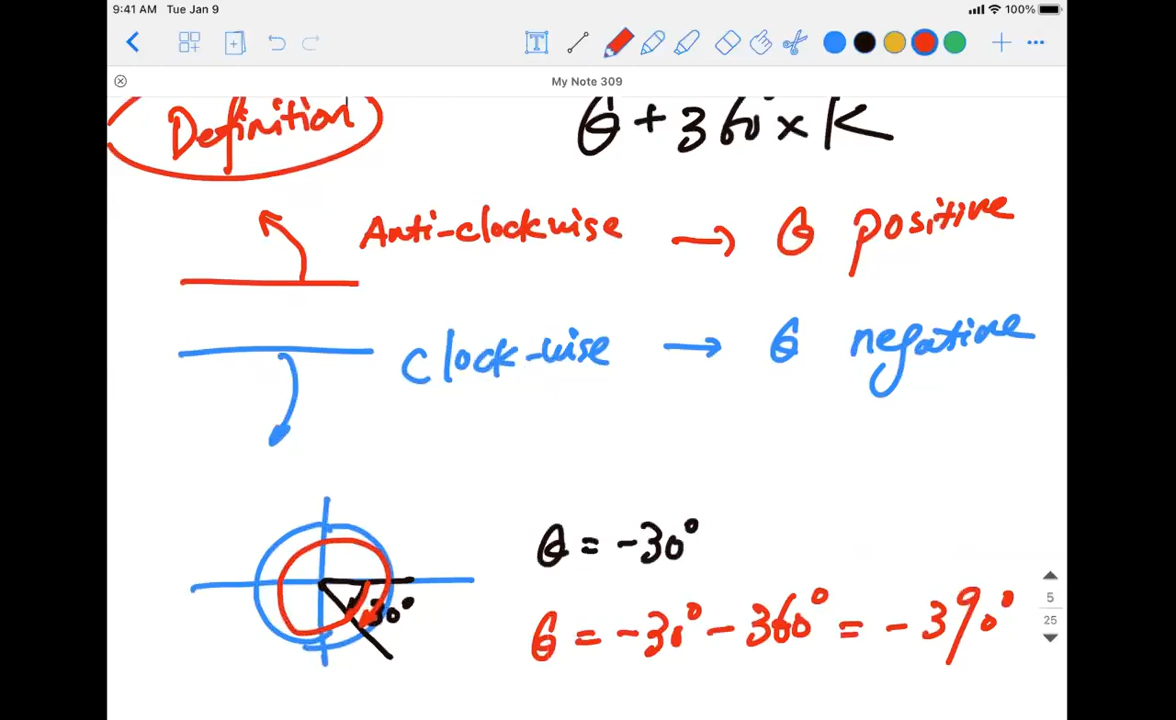 9:41 AM Tue Jan 9 100%
My Note 309
Definition θ + 360° × K
Anti-clockwise → θ positive
Clock-wise → θ negative
θ = -30°
30°
θ = -30° - 360° = -390°
5
25